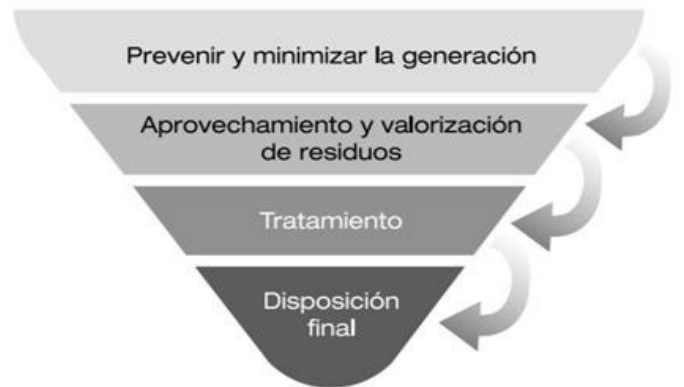 Prevenir y minimizar la generación
Aprovechamiento y valorización
de residuos
Tratamiento
Disposición
final